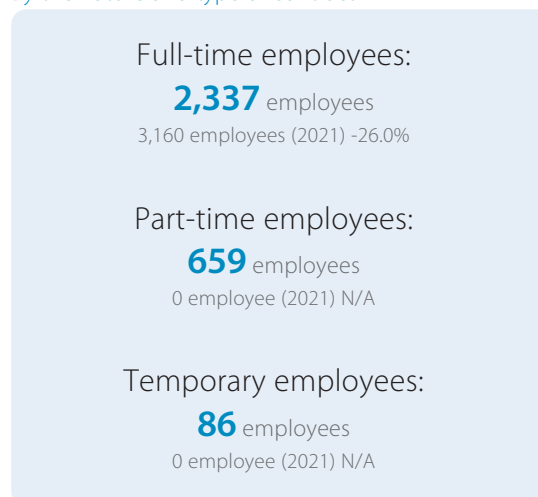 Full-time employees:
2,337 employees
3,160 employees (2021) -26.0%
Part-time employees:
659 employees
0 employee (2021) N/A
Temporary employees:
86 employees
0 employee (2021) N/A